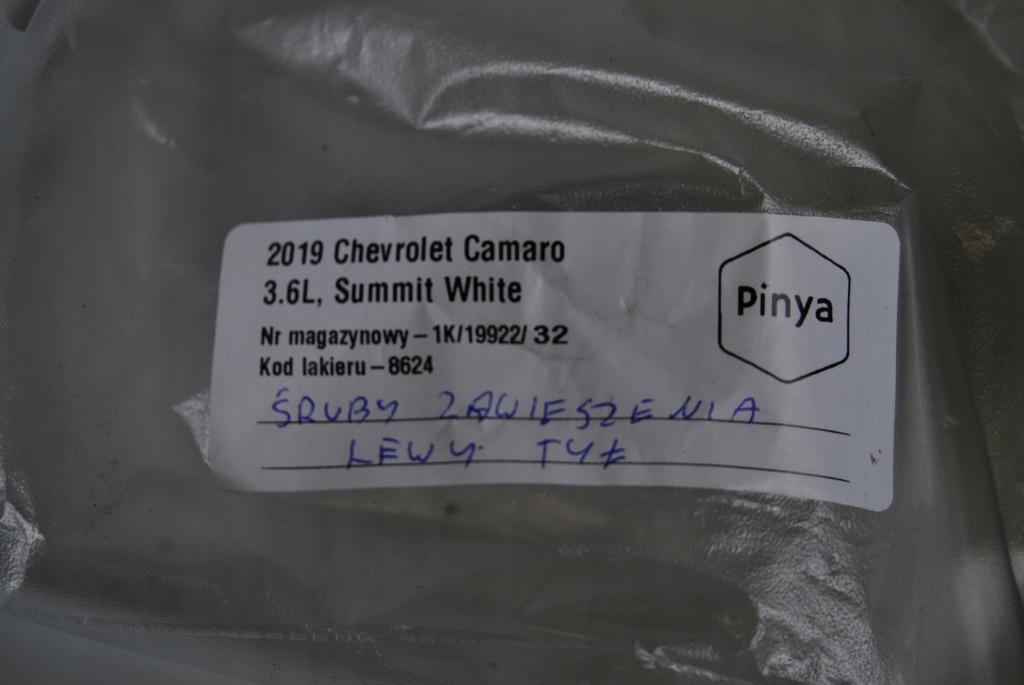 2019 Chevrolet Camaro
3.6L, Summit White
Pinya
Nr magazynowy – 1K/19922/ 32
Kod lakieru – 8624
ŚRUBY ZAWIESZENIA
LEWY TYŁ